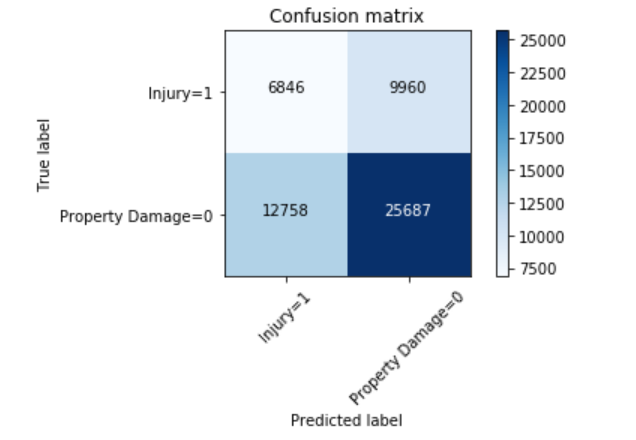 Confusion matrix
True label
Injury=1
6846
9960
Property Damage=0
12758
25687
Injury=1
Property Damage=0
Predicted label
25000
22500
20000
17500
15000
12500
10000
7500